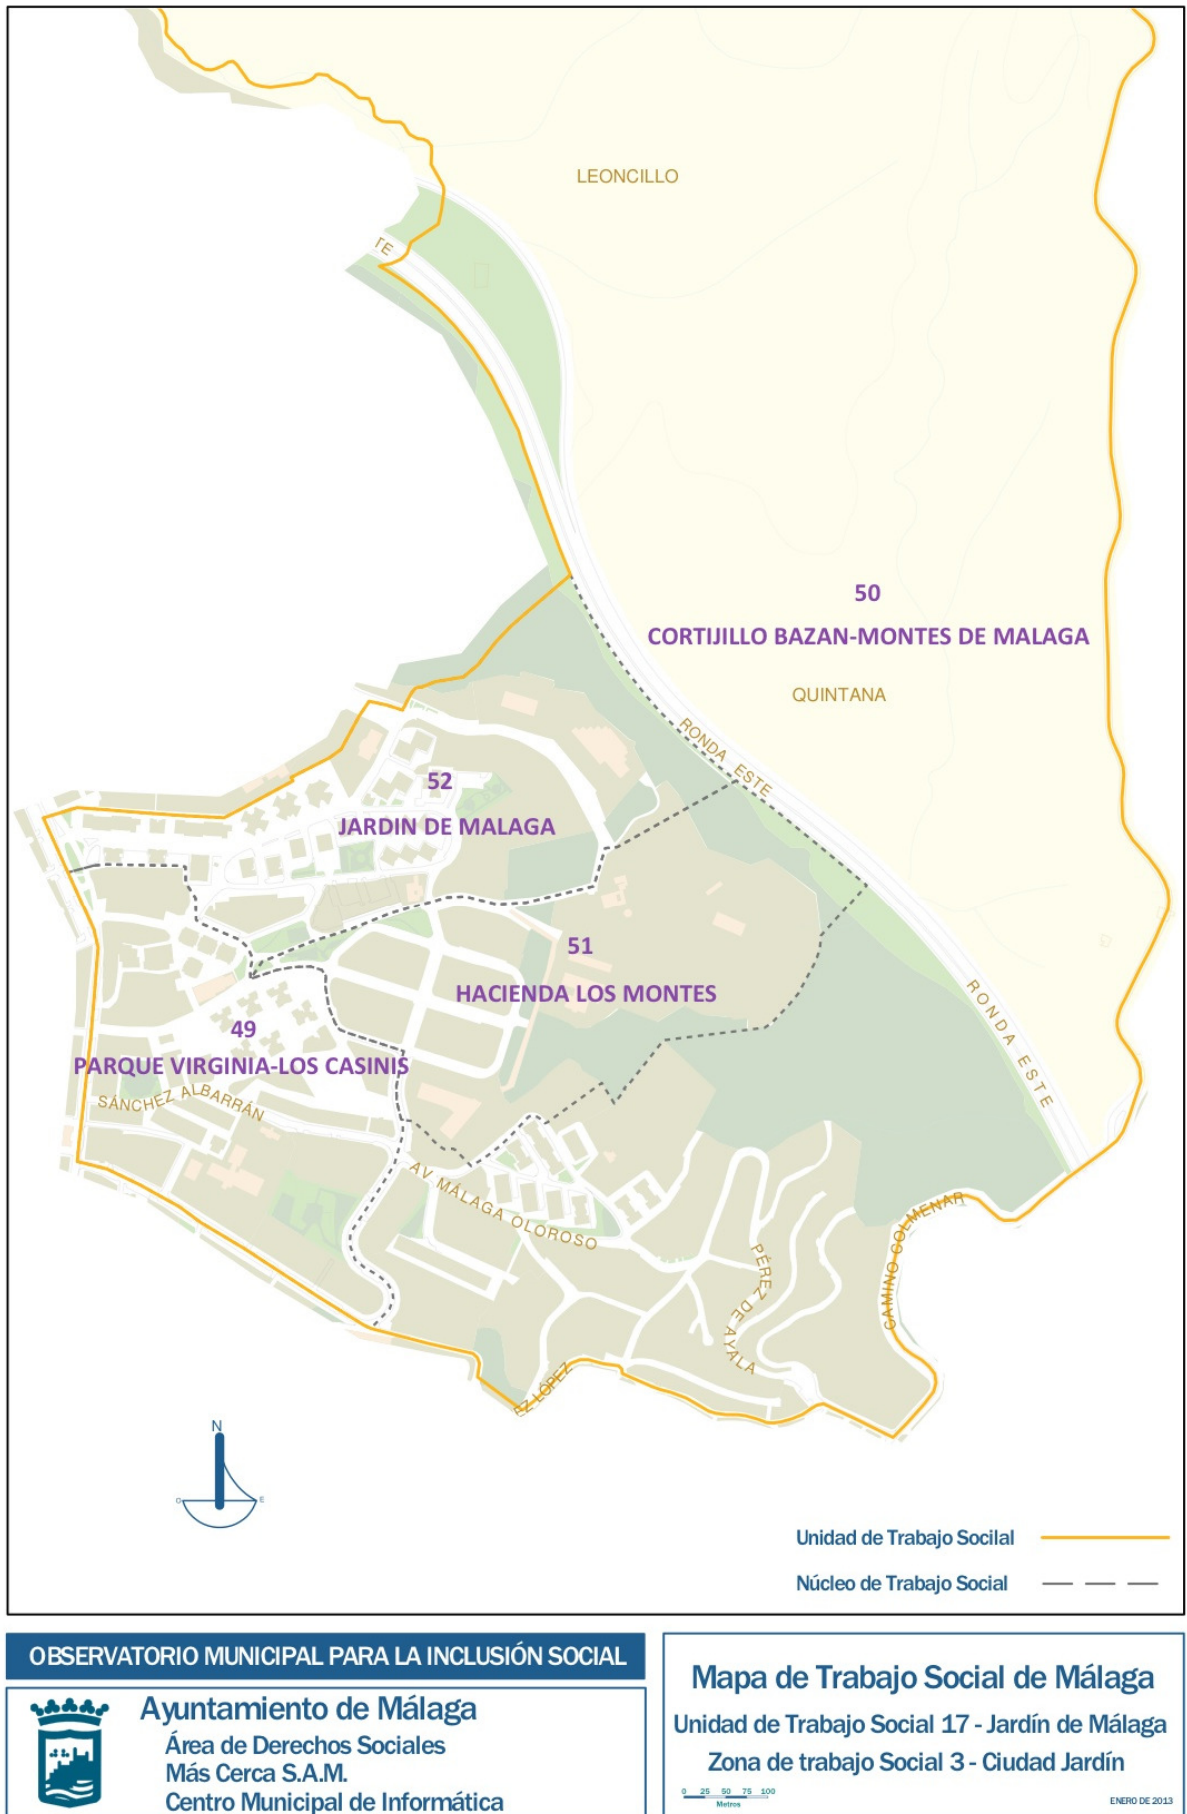 LEONCILLO
TE
50
CORTIJILLO BAZAN-MONTES DE MALAGA
QUINTANA
RONDA ESTE
52
JARDIN DE MALAGA
51
HACIENDA LOS MONTES
RONDA ESTE
49
PARQUE VIRGINIA-LOS CASINIS
SÁNCHEZ ALBARRÁN
AV MÁLAGA OLOROSO
CAMINO COLMENAR
PÉREZ DE AYALA
EZ LÓPEZ
N
O E
Unidad de Trabajo Socilal
Núcleo de Trabajo Social
OBSERVATORIO MUNICIPAL PARA LA INCLUSIÓN SOCIAL
Ayuntamiento de Málaga
Área de Derechos Sociales
Más Cerca S.A.M.
Centro Municipal de Informática
Mapa de Trabajo Social de Málaga
Unidad de Trabajo Social 17 - Jardín de Málaga
Zona de trabajo Social 3 - Ciudad Jardín
0 25 50 75 100
Metros
ENERO DE 2013